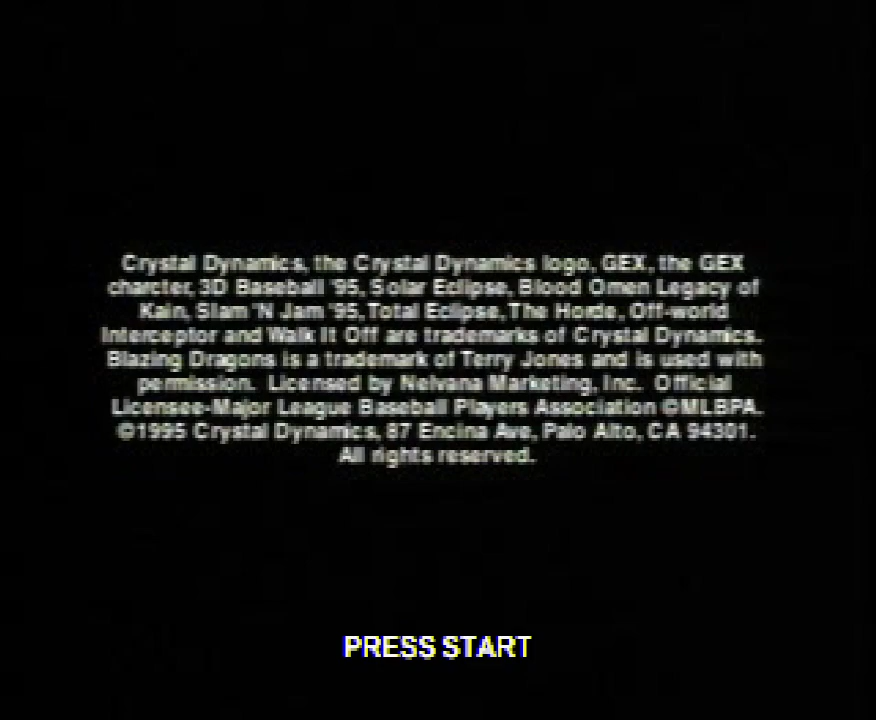 Crystal Dynamics, the Crystal Dynamics logo, GEX, the GEX
charcter, 3D Baseball '95, Solar Eclipse, Blood Omen Legacy of
Kain, Slam 'N Jam '95, Total Eclipse, The Horde, Off-world
Interceptor and Walk It Off are trademarks of Crystal Dynamics.
Blazing Dragons is a trademark of Terry Jones and is used with
permission.  Licensed by Nelvana Marketing, Inc.  Official
Licensee-Major League Baseball Players Association ©MLBPA.
©1995 Crystal Dynamics, 87 Encina Ave, Palo Alto, CA 94301.
All rights reserved.
PRESS START